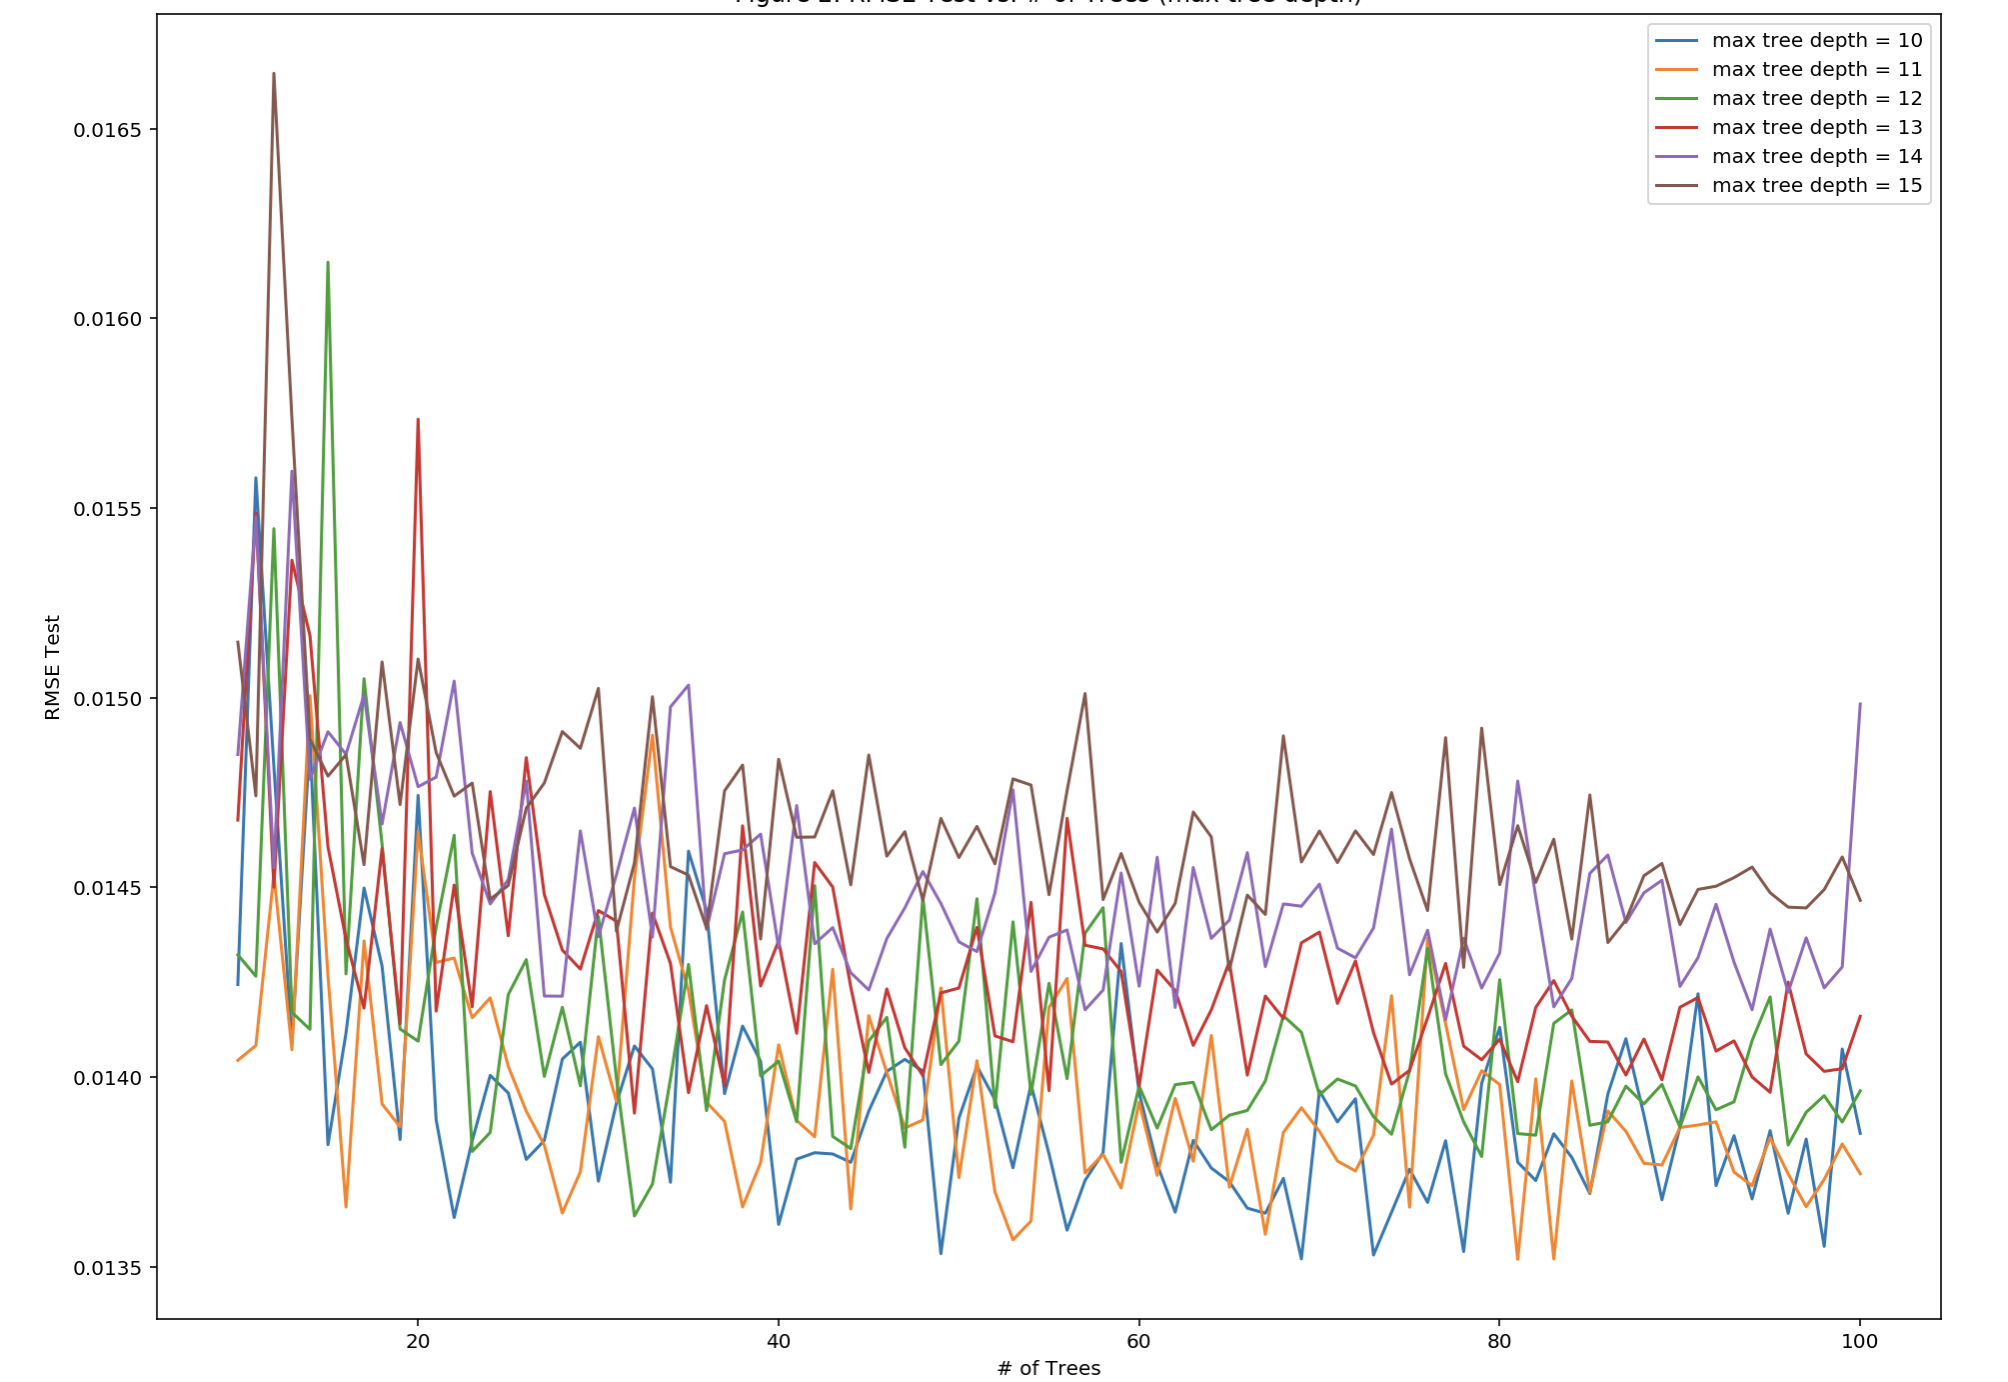 max tree depth = 10
max tree depth = 11
max tree depth = 12
max tree depth = 13
max tree depth = 14
max tree depth = 15
0.0165
0.0160
0.0155
0.0150
0.0145
0.0140
0.0135
RMSE Test
20 40 60 80 100
# of Trees